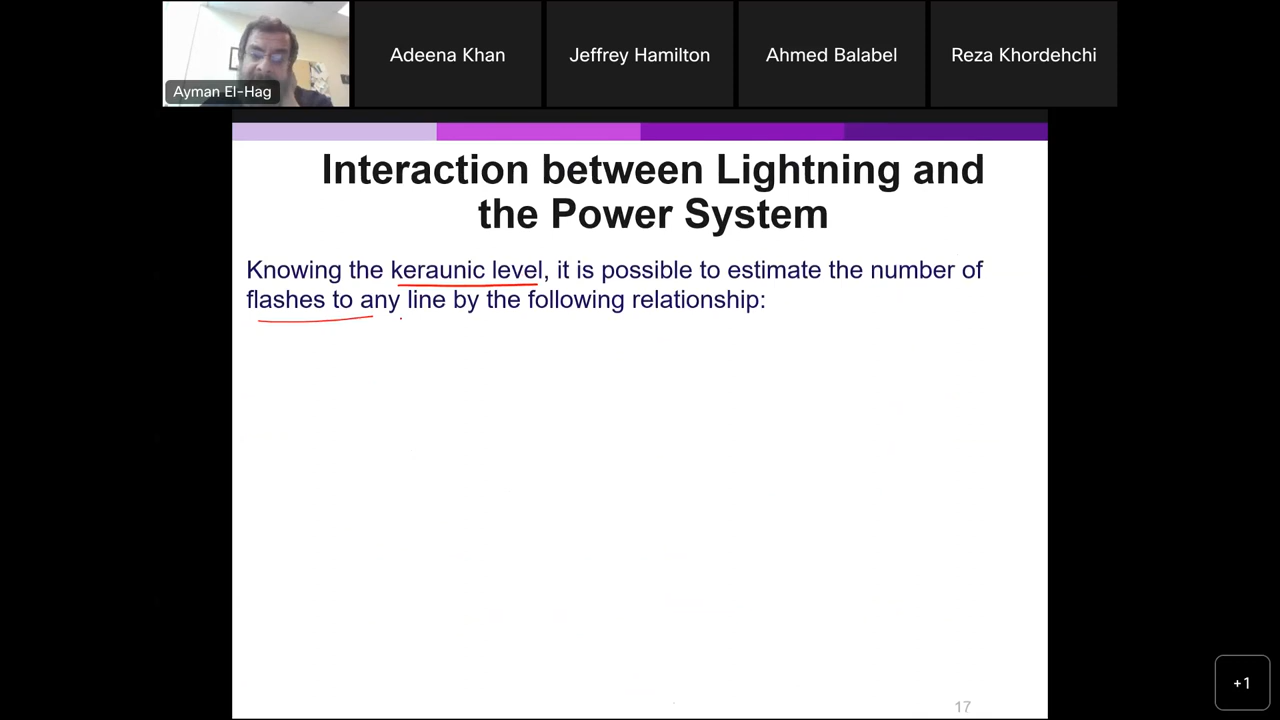 Ayman El-Hag
Adeena Khan
Jeffrey Hamilton
Ahmed Balabel
Reza Khordehchi
Interaction between Lightning and
the Power System
Knowing the keraunic level, it is possible to estimate the number of
flashes to any line by the following relationship:
17
+1